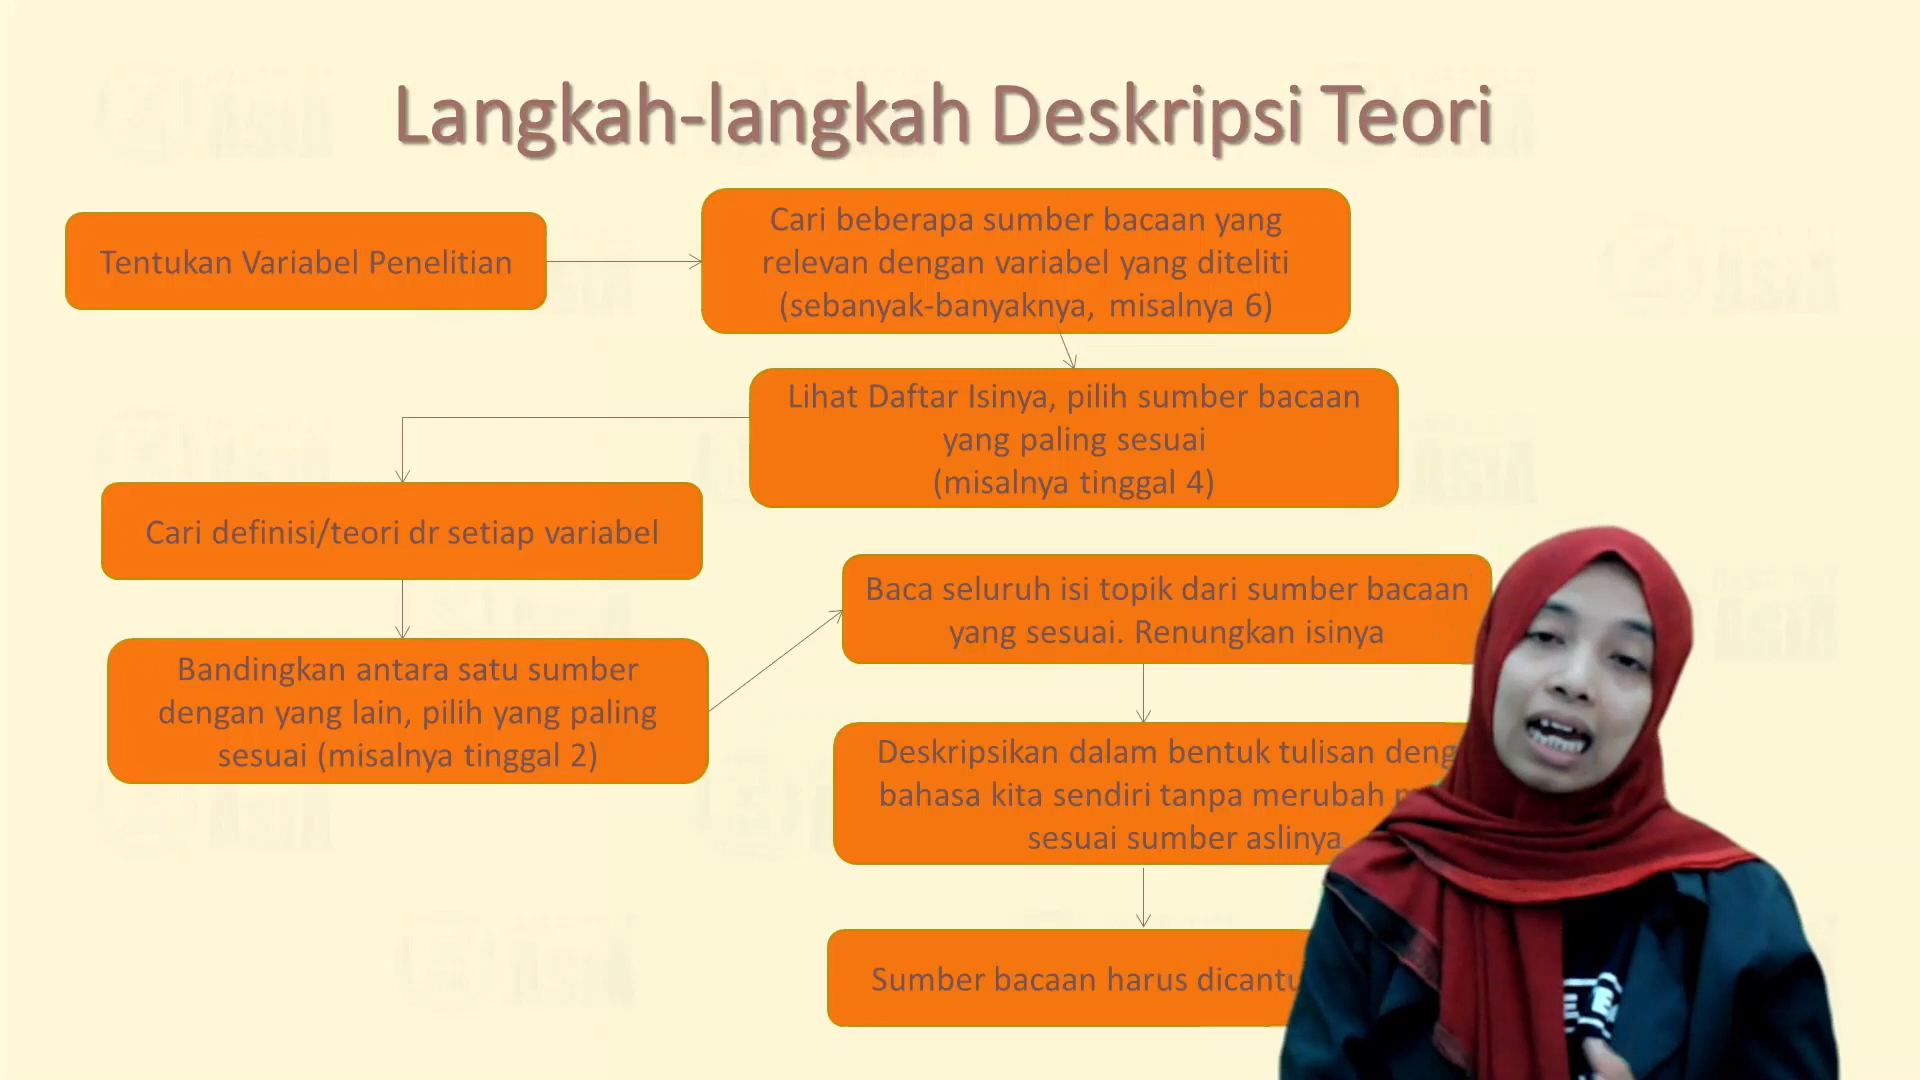 Langkah-langkah Deskripsi Teori
Tentukan Variabel Penelitian
Cari beberapa sumber bacaan yang
relevan dengan variabel yang diteliti
(sebanyak-banyaknya, misalnya 6)
Lihat Daftar Isinya, pilih sumber bacaan
yang paling sesuai
(misalnya tinggal 4)
Cari definisi/teori dr setiap variabel
Bandingkan antara satu sumber
dengan yang lain, pilih yang paling
sesuai (misalnya tinggal 2)
Baca seluruh isi topik dari sumber bacaan
yang sesuai. Renungkan isinya
Deskripsikan dalam bentuk tulisan
bahasa kita sendiri tanpa merubah
sesuai sumber aslinya
Sumber bacaan harus